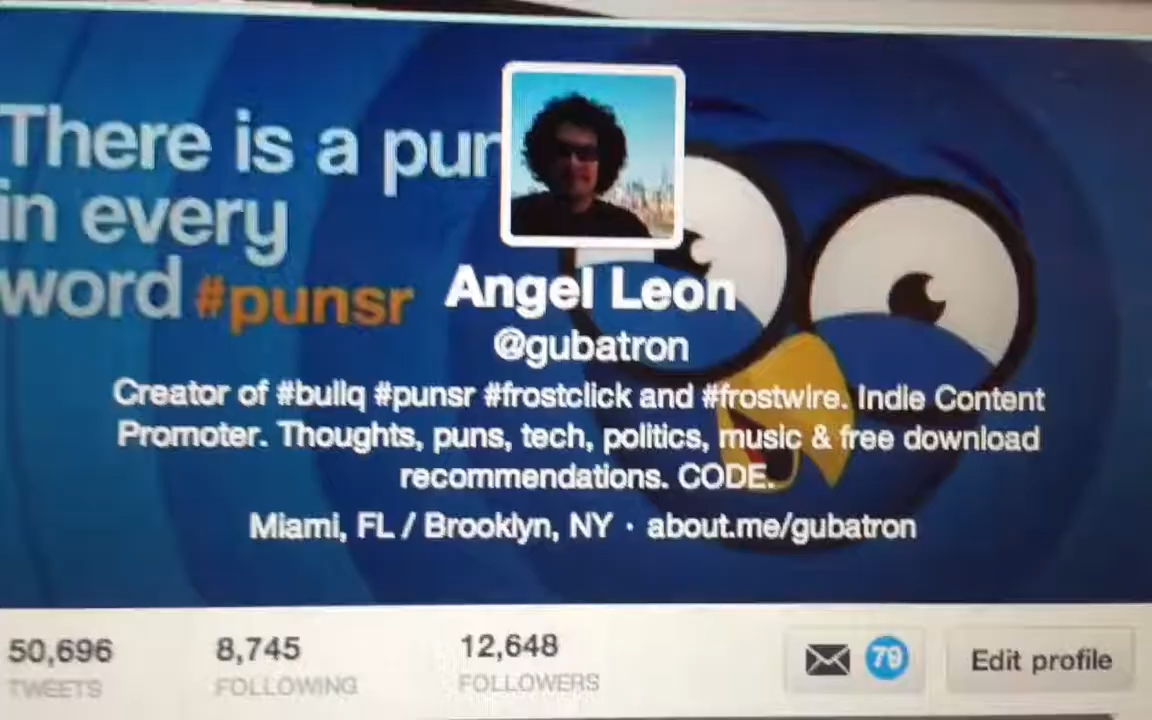 There is a pun
in every
word #punsr
Angel Leon
@gubatron
Creator of #bullq #punsr #frostclick and #frostwire. Indie Content
Promoter. Thoughts, puns, tech, politics, music & free download
recommendations. CODE.
Miami, FL / Brooklyn, NY · about.me/gubatron
50,696 8,745 12,648 79 Edit profile
TWEETS FOLLOWING FOLLOWERS